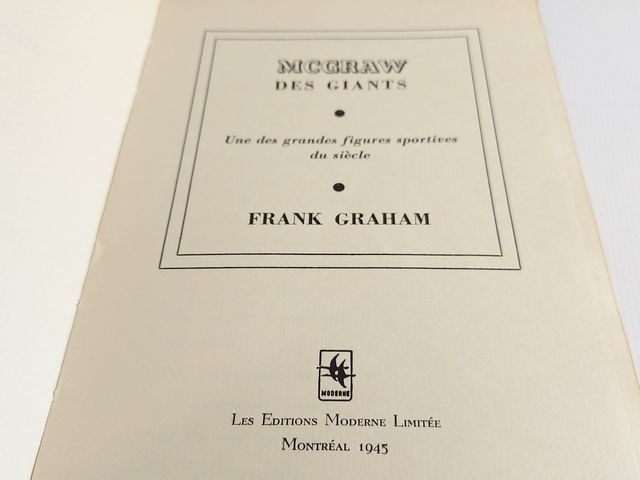 MCGRAW
DES GIANTS
Une des grandes figures sportives
du siècle
FRANK GRAHAM
MODERNE
LES EDITIONS MODERNE LIMITÉE
MONTRÉAL 1945